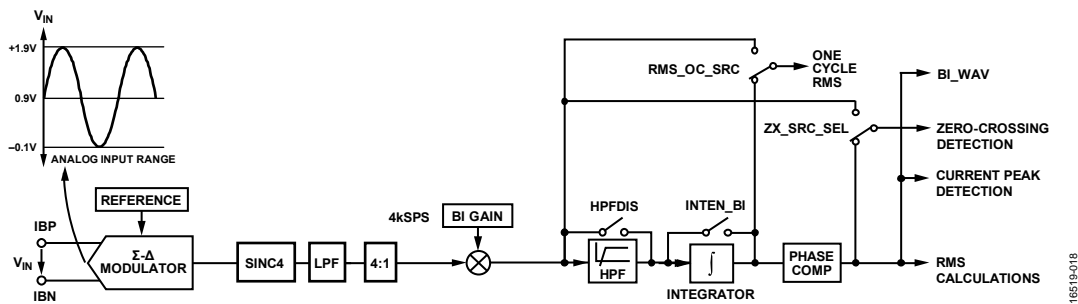 VIN
+1.9V
0.9V
–0.1V
ANALOG INPUT RANGE
REFERENCE
IBP
VIN
IBN
Σ-Δ
MODULATOR
SINC4
LPF
4:1
4kSPS
BI GAIN
HPFDIS
HPF
INTEN_BI
∫
INTEGRATOR
PHASE
COMP
RMS_OC_SRC
ONE
CYCLE
RMS
ZX_SRC_SEL
BI_WAV
ZERO-CROSSING
DETECTION
CURRENT PEAK
DETECTION
RMS
CALCULATIONS
16519-018